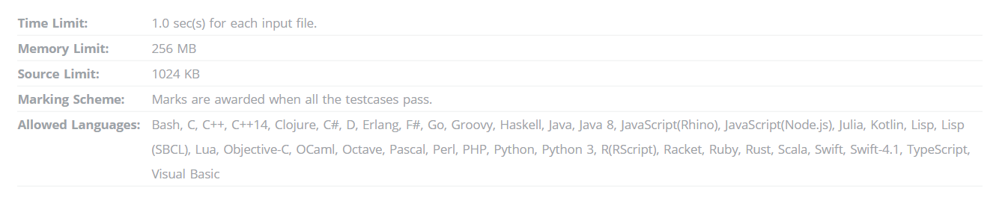 Time Limit: 1.0 sec(s) for each input file.
Memory Limit: 256 MB
Source Limit: 1024 KB
Marking Scheme: Marks are awarded when all the testcases pass.
Allowed Languages: Bash, C, C++, C++14, Clojure, C#, D, Erlang, F#, Go, Groovy, Haskell, Java, Java 8, JavaScript(Rhino), JavaScript(Node.js), Julia, Kotlin, Lisp, Lisp
(SBCL), Lua, Objective-C, OCaml, Octave, Pascal, Perl, PHP, Python, Python 3, R(RScript), Racket, Ruby, Rust, Scala, Swift, Swift-4.1, TypeScript,
Visual Basic